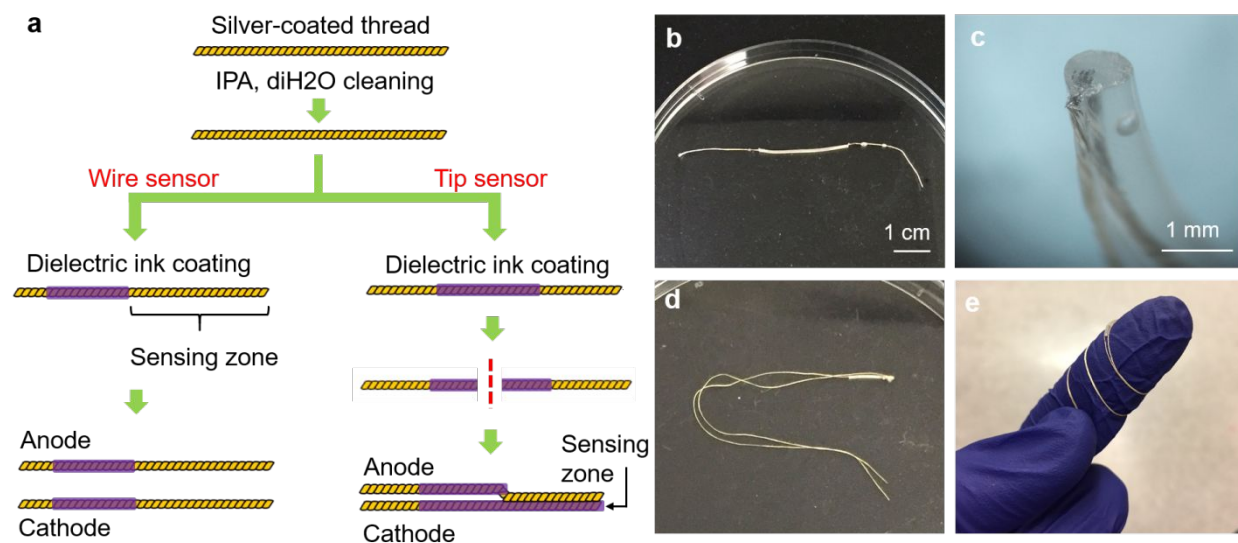 a
Silver-coated thread
IPA, diH2O cleaning
Wire sensor
Tip sensor
Dielectric ink coating
Sensing zone
Anode
Cathode
Dielectric ink coating
Anode
Sensing
zone
Cathode
b
1 cm
c
1 mm
d
e